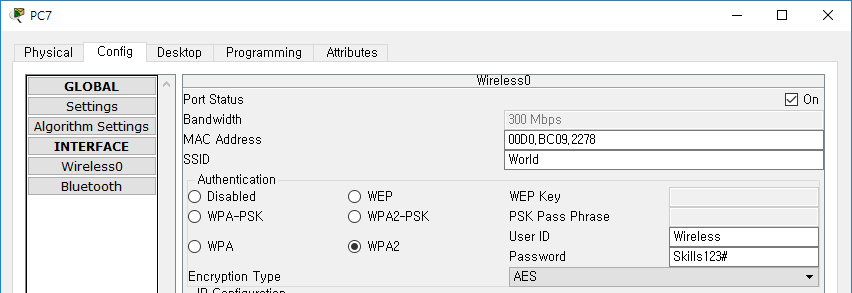 PC7
Physical Config Desktop Programming Attributes
GLOBAL
Settings
Algorithm Settings
INTERFACE
Wireless0
Bluetooth
Wireless0
Port Status On
Bandwidth 300 Mbps
MAC Address 00D0,BC09,2278
SSID World
Authentication
Disabled WEP WEP Key
WPA-PSK WPA2-PSK PSK Pass Phrase
User ID Wireless
WPA WPA2
Password Skills123#
Encryption Type AES
IP Configuration